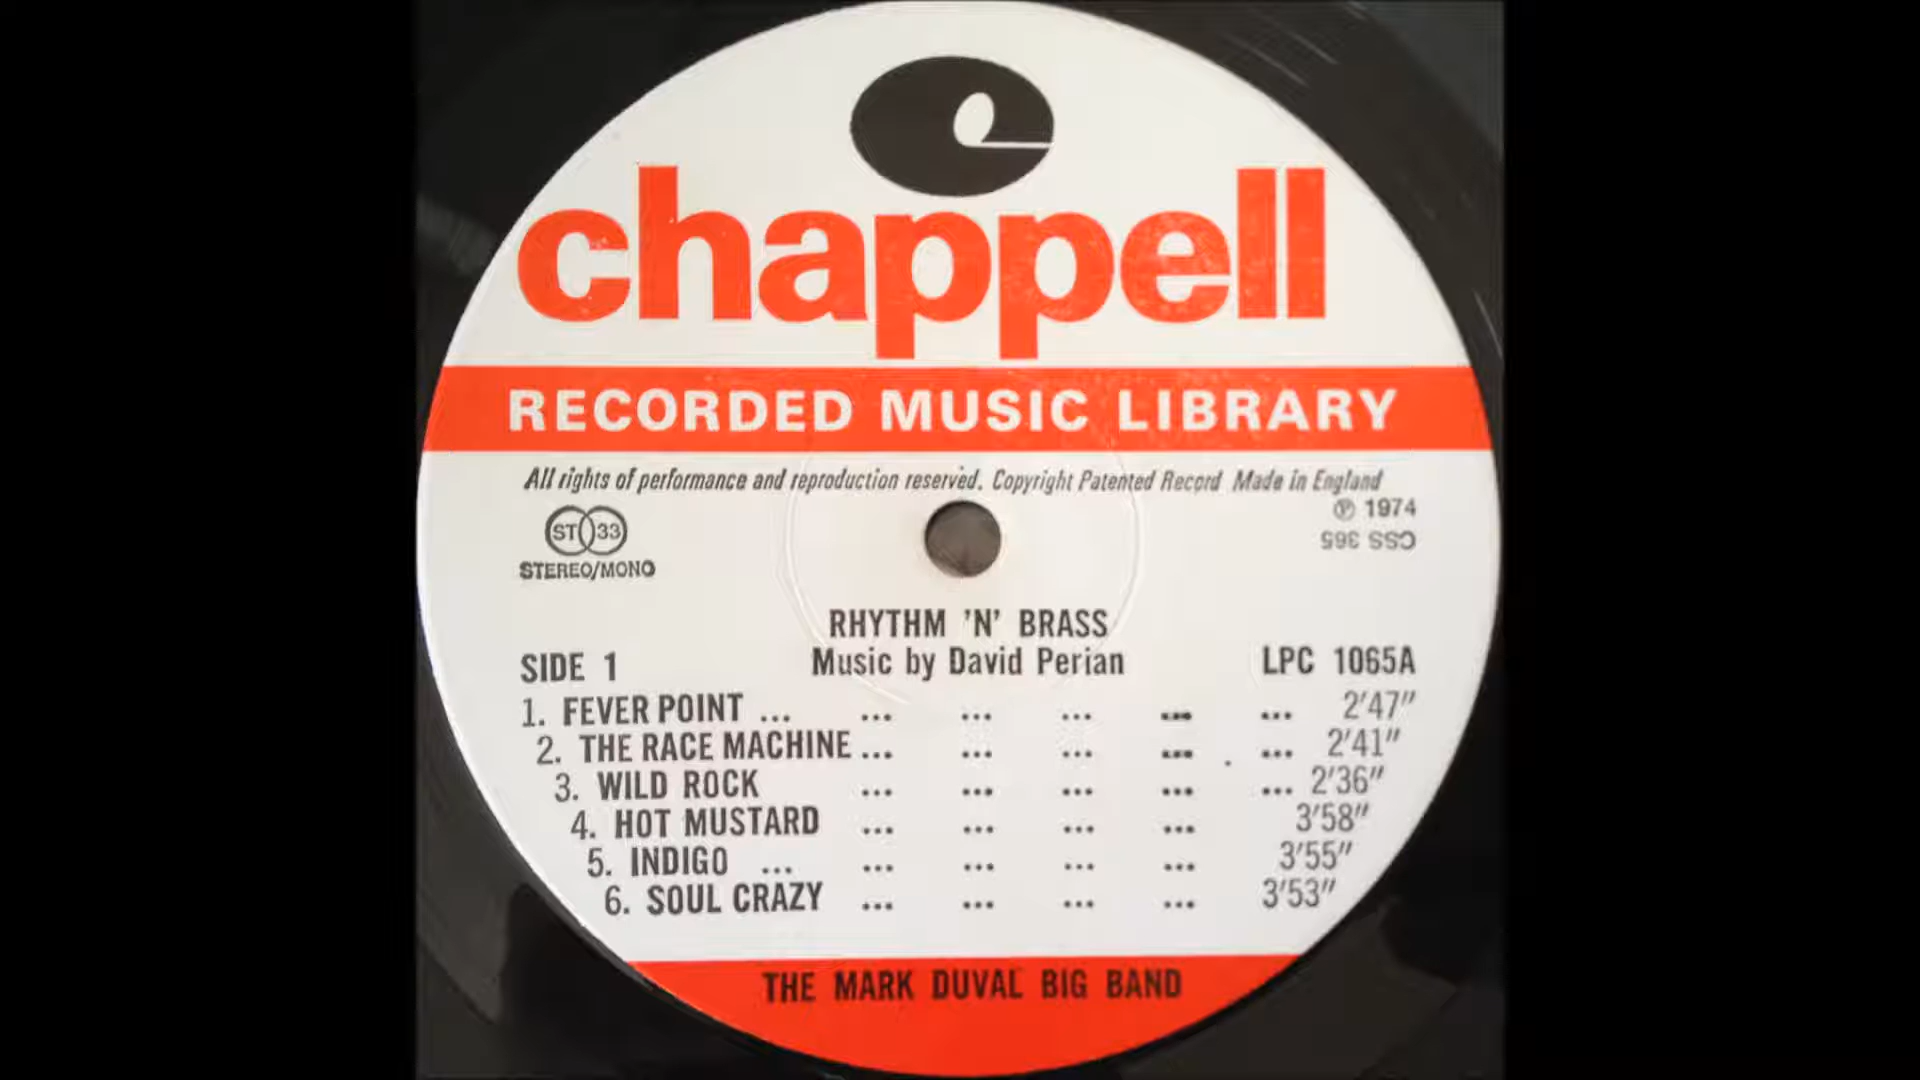 chappell
RECORDED MUSIC LIBRARY
All rights of performance and reproduction reserved. Copyright Patented Record Made in England
℗ 1974
ST 33
CSS 365
STEREO/MONO
RHYTHM 'N' BRASS
SIDE 1 Music by David Perian LPC 1065A
1. FEVER POINT ... ... ... ... ... ... 2'47"
2. THE RACE MACHINE ... ... ... ... ... 2'41"
3. WILD ROCK ... ... ... ... ... 2'36"
4. HOT MUSTARD ... ... ... ... 3'58"
5. INDIGO ... ... ... ... ... 3'55"
6. SOUL CRAZY ... ... ... ... 3'53"
THE MARK DUVAL BIG BAND